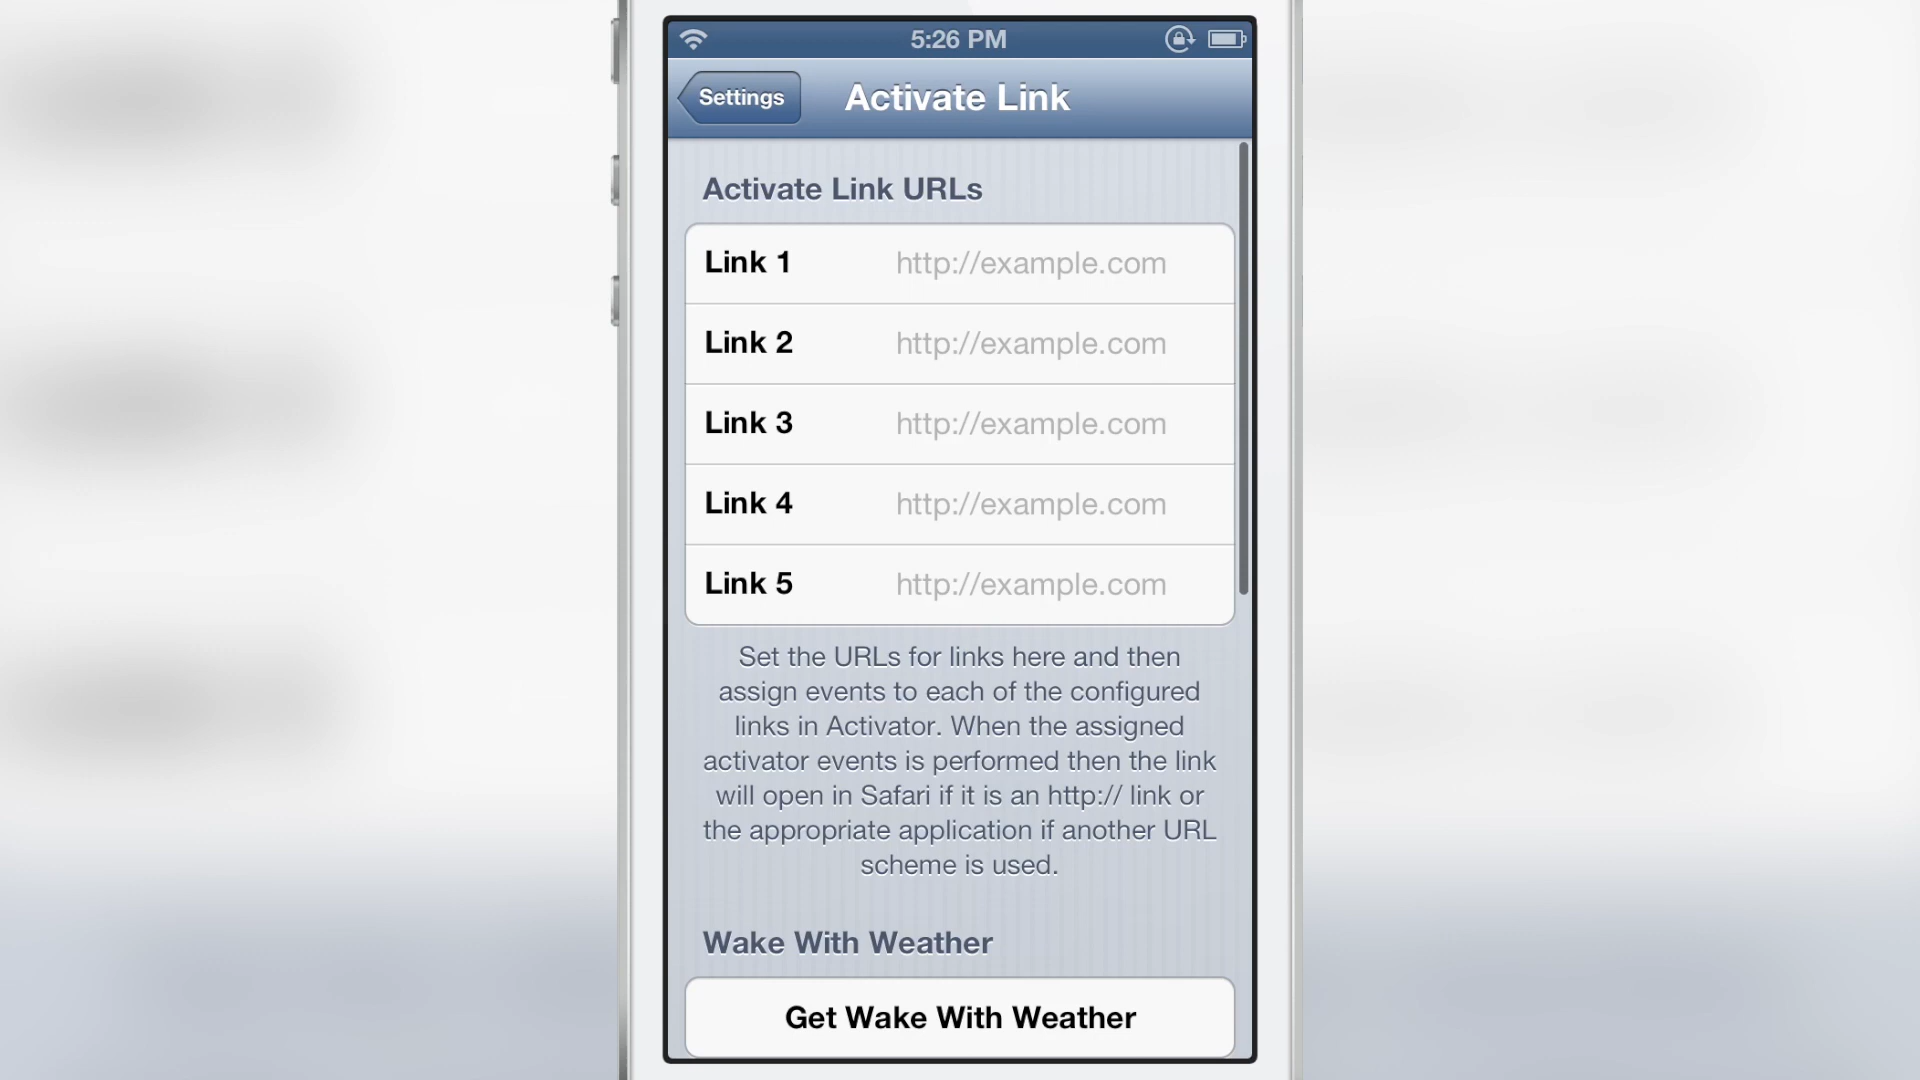 5:26 PM
Settings
Activate Link
Activate Link URLs
Link 1 http://example.com
Link 2 http://example.com
Link 3 http://example.com
Link 4 http://example.com
Link 5 http://example.com
Set the URLs for links here and then
assign events to each of the configured
links in Activator. When the assigned
activator events is performed then the link
will open in Safari if it is an http:// link or
the appropriate application if another URL
scheme is used.
Wake With Weather
Get Wake With Weather